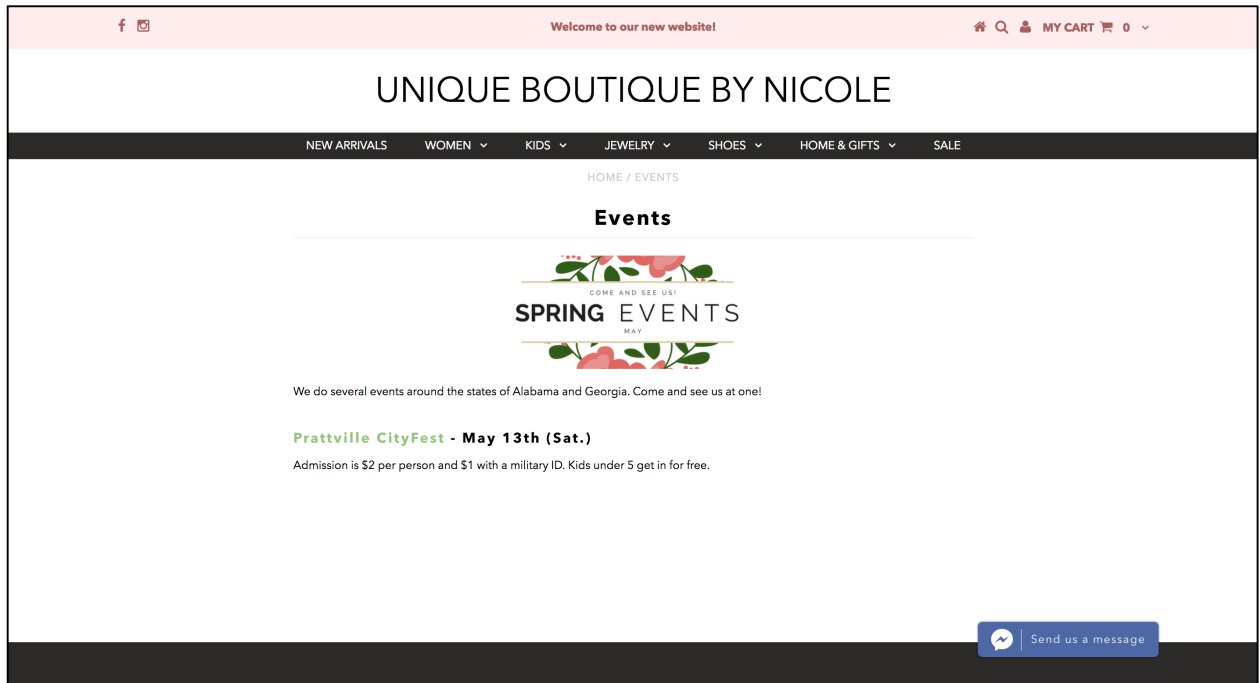 Welcome to our new website!
MY CART 0
UNIQUE BOUTIQUE BY NICOLE
NEW ARRIVALS WOMEN KIDS JEWELRY SHOES HOME & GIFTS SALE
HOME / EVENTS
Events
COME AND SEE US!
SPRING EVENTS
MAY
We do several events around the states of Alabama and Georgia. Come and see us at one!
Prattville CityFest - May 13th (Sat.)
Admission is $2 per person and $1 with a military ID. Kids under 5 get in for free.
Send us a message